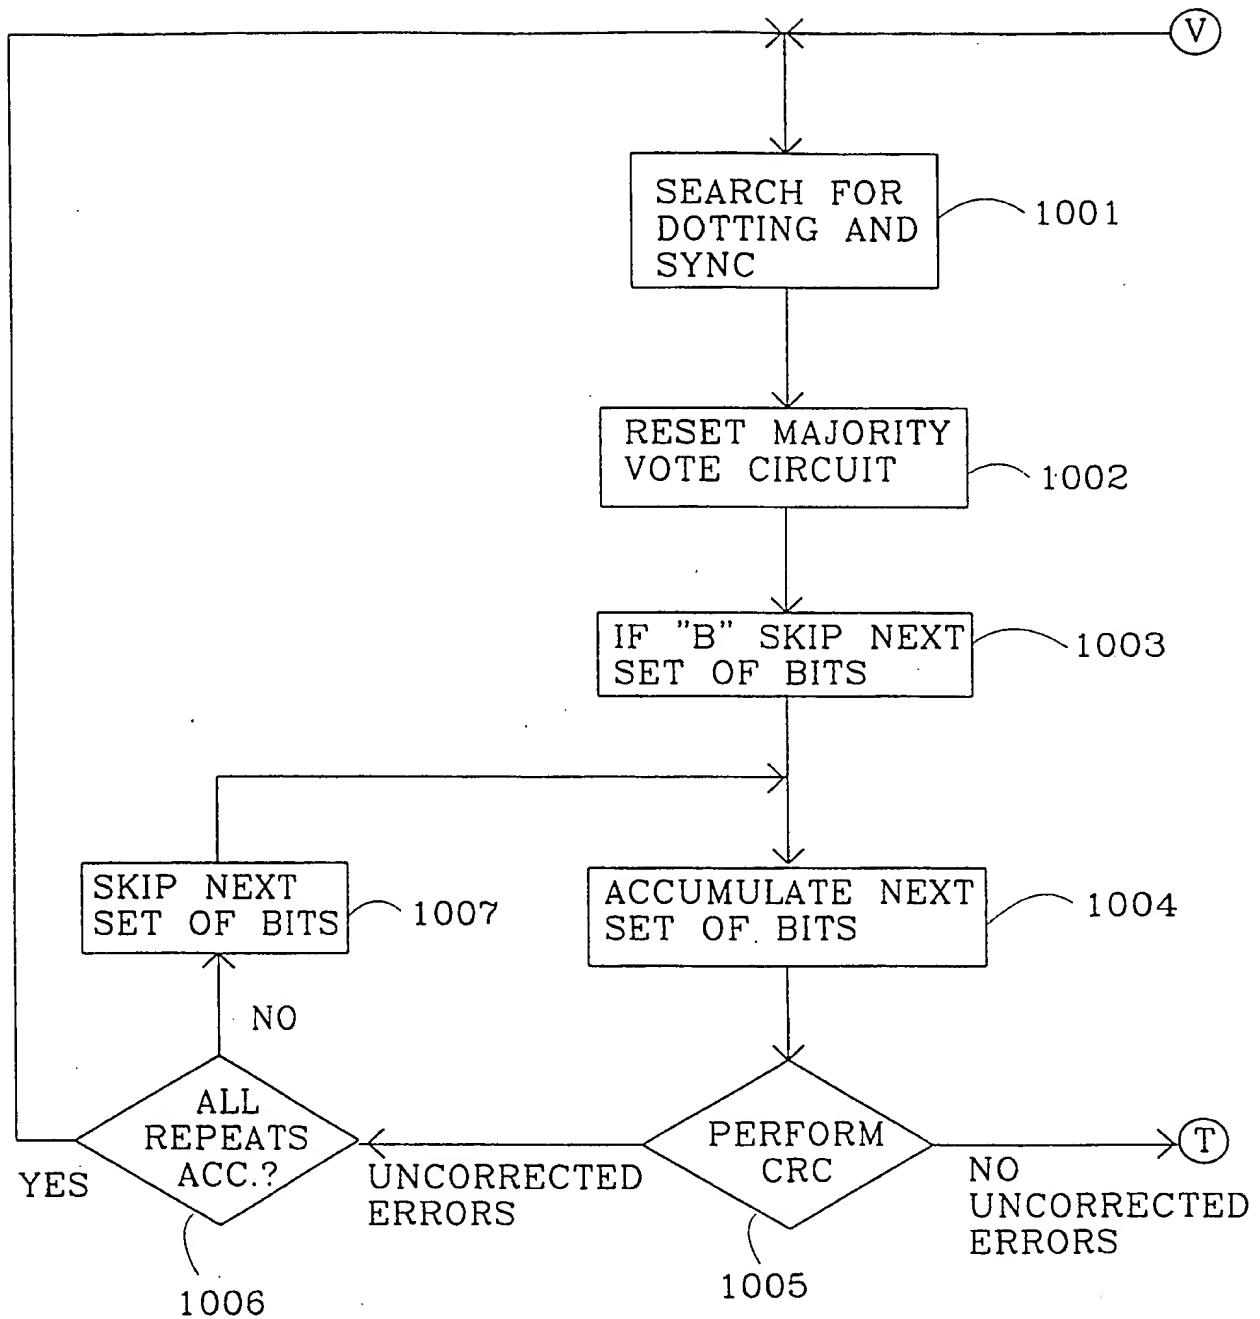 V
SEARCH FOR
DOTTING AND
SYNC
1001
RESET MAJORITY
VOTE CIRCUIT
1002
IF "B" SKIP NEXT
SET OF BITS
1003
SKIP NEXT
SET OF BITS
1007
ACCUMULATE NEXT
SET OF BITS
1004
NO
ALL
REPEATS
ACC.?
YES
UNCORRECTED
ERRORS
PERFORM
CRC
T
NO
UNCORRECTED
ERRORS
1006
1005